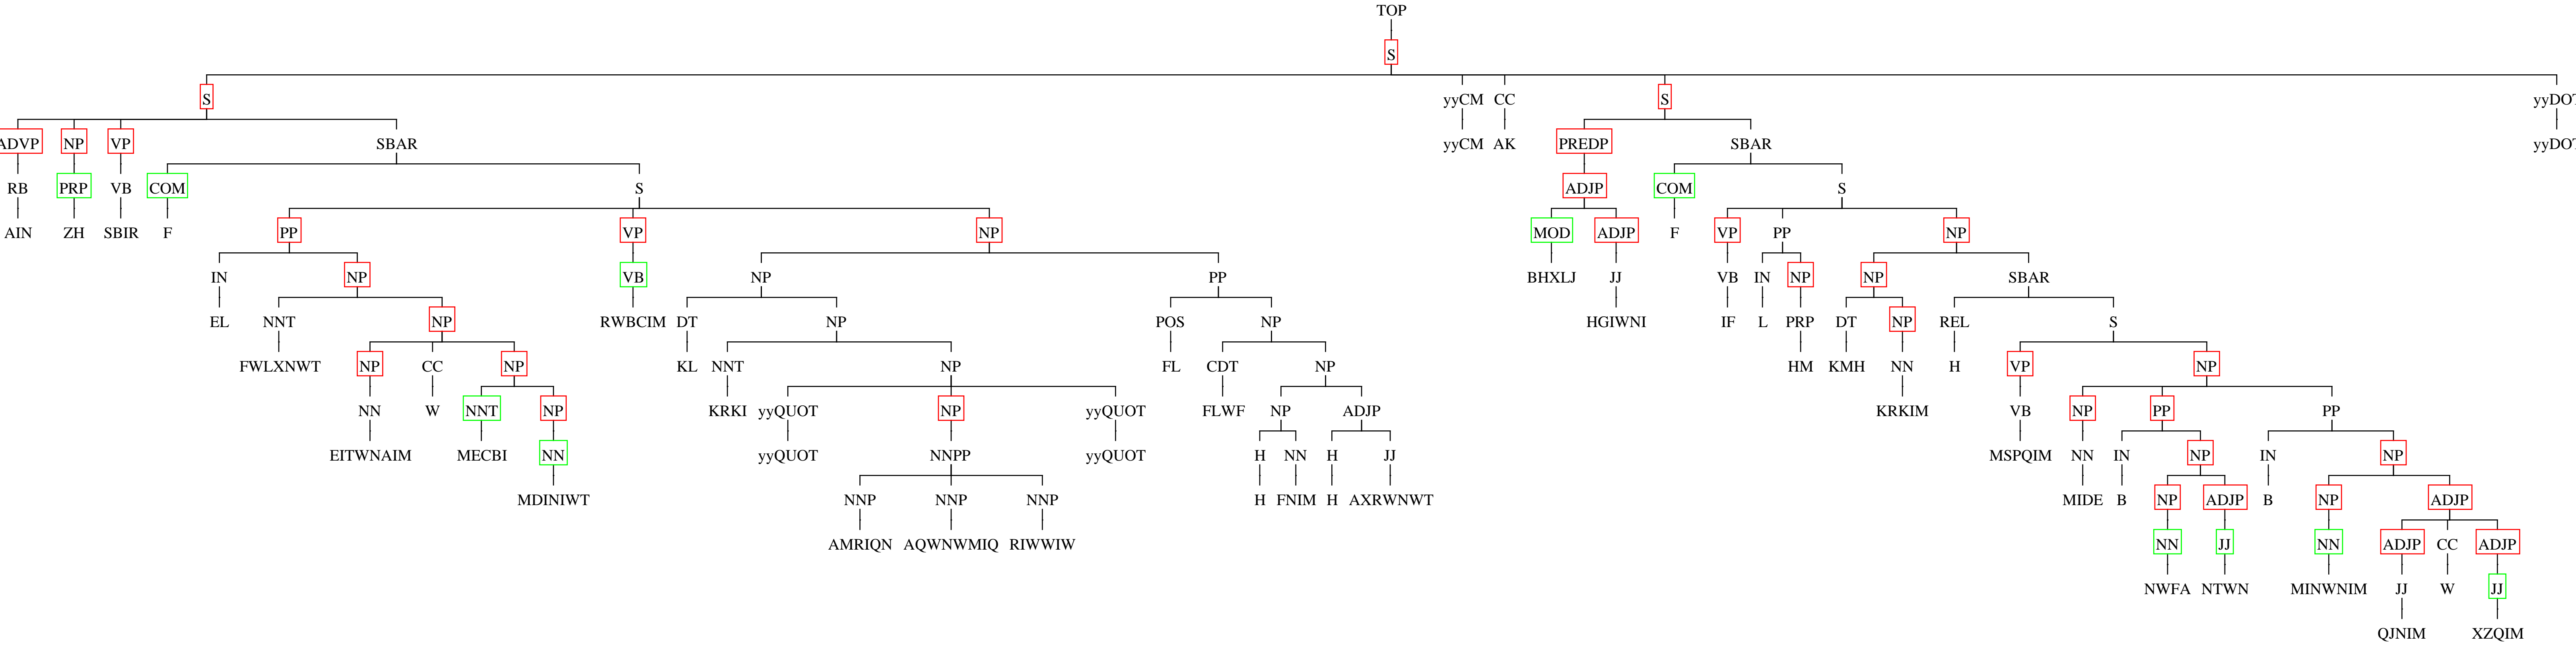 TOP
S
S yyCM CC S yyDOT
ADVP NP VP SBAR yyCM AK PREDP SBAR yyDOT
RB PRP VB COM S ADJP COM S
AIN ZH SBIR F PP VP NP MOD ADJP F VP PP NP
IN NP VB NP PP BHXLJ JJ VB IN NP NP SBAR
EL NNT NP RWBCIM DT NP POS NP HGIWNI IF L PRP DT NP REL S
FWLXNWT NP CC NP KL NNT NP FL CDT NP HM KMH NN H VP NP
NN W NNT NP KRKI yyQUOT NP yyQUOT FLWF NP ADJP KRKIM VB NP PP PP
EITWNAIM MECBI NN yyQUOT NNPP yyQUOT H NN H JJ MSPQIM NN IN NP IN NP
MDINIWT NNP NNP NNP H FNIM H AXRWNWT MIDE B NP ADJP B NP ADJP
AMRIQN AQWNWMIQ RIWWIW NN JJ NN ADJP CC ADJP
NWFA NTWN MINWNIM JJ W JJ
QJNIM XZQIM